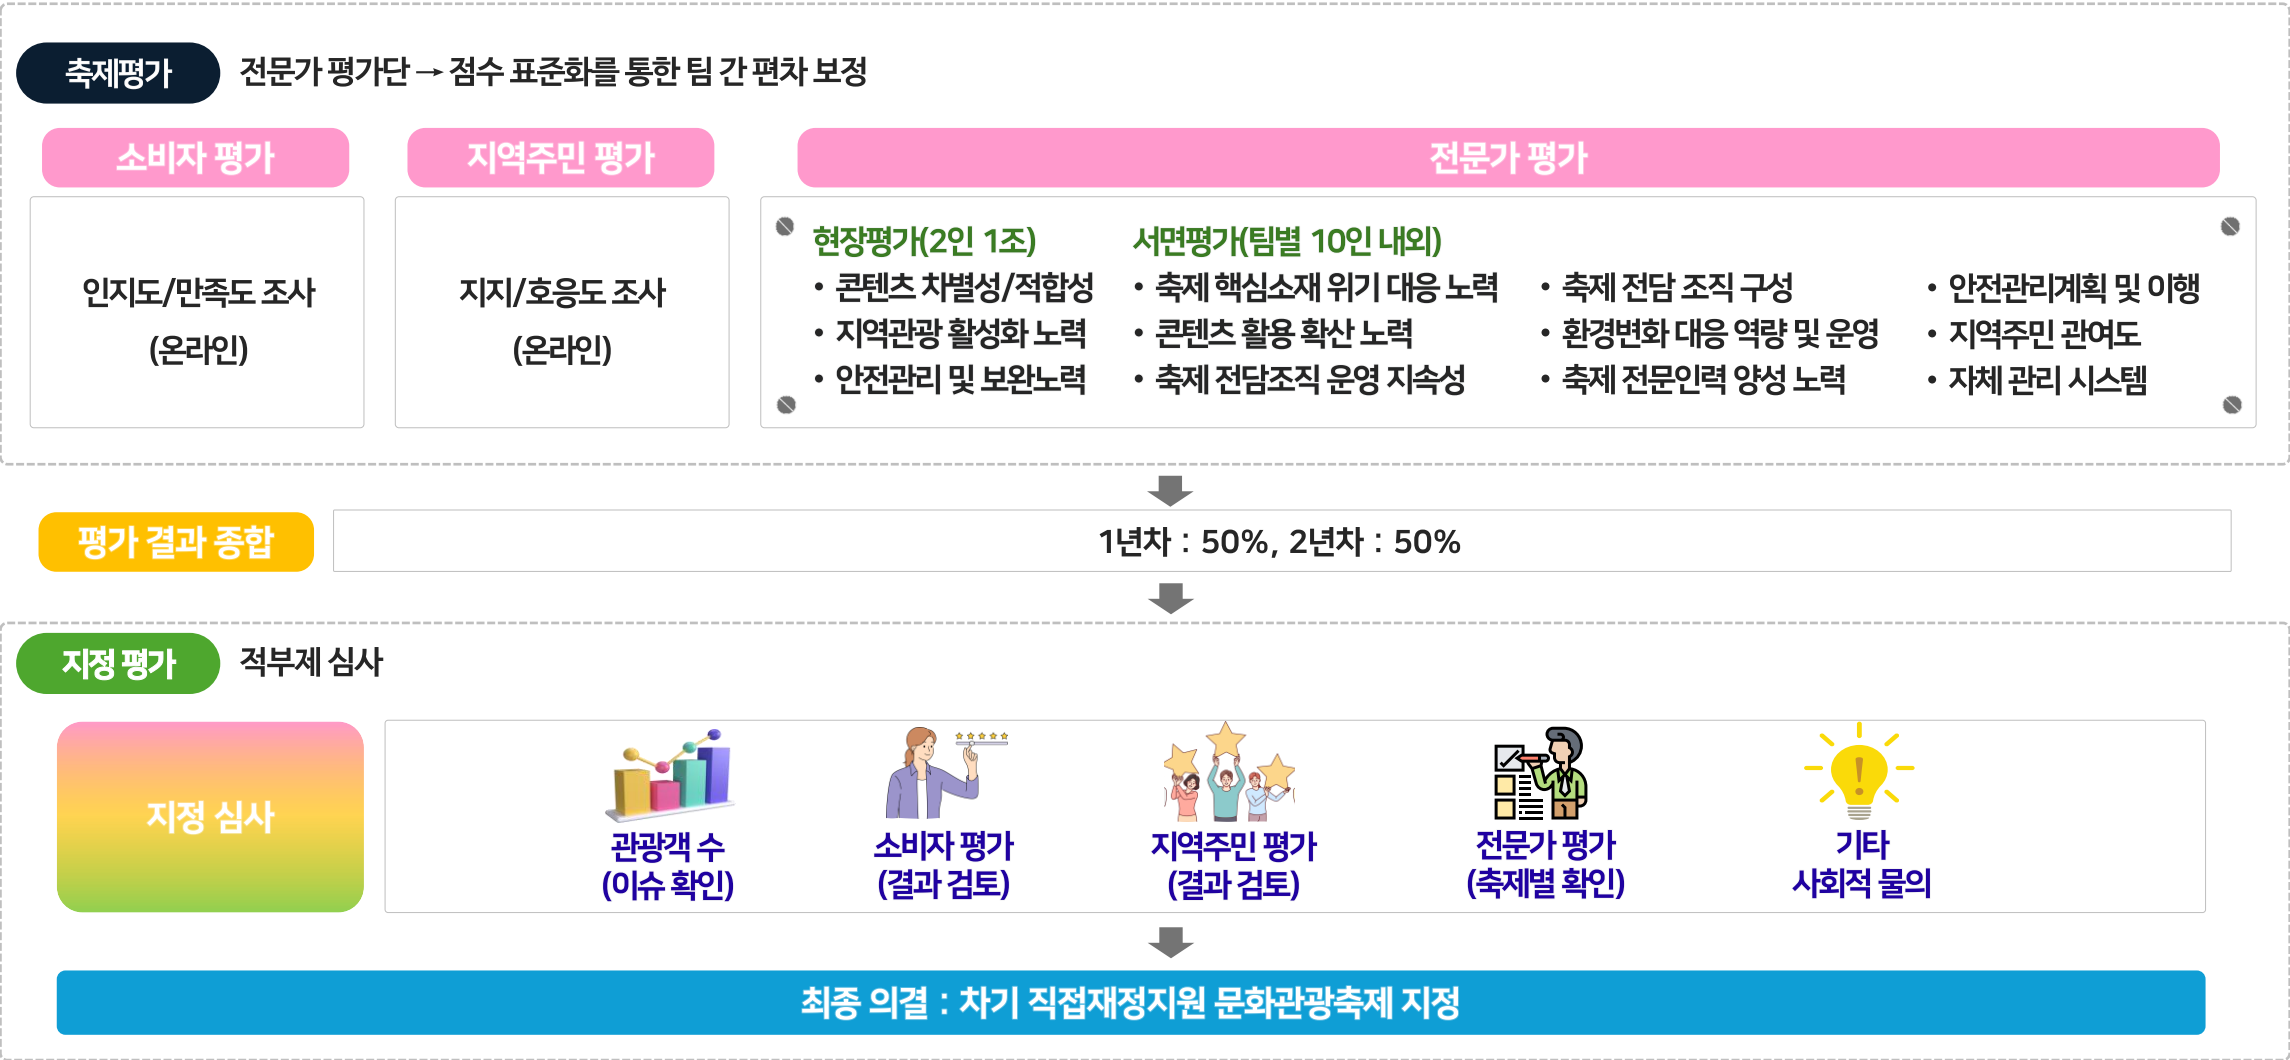 축제평가
전문가 평가단 → 점수 표준화를 통한 팀 간 편차 보정
소비자 평가
인지도/만족도 조사
(온라인)
지역주민 평가
지지/호응도 조사
(온라인)
전문가 평가
현장평가(2인 1조)
• 콘텐츠 차별성/적합성
• 지역관광 활성화 노력
• 안전관리 및 보완노력
서면평가(팀별 10인 내외)
• 축제 핵심소재 위기 대응 노력
• 콘텐츠 활용 확산 노력
• 축제 전담조직 운영 지속성
• 축제 전담 조직 구성
• 환경변화 대응 역량 및 운영
• 축제 전문인력 양성 노력
• 안전관리계획 및 이행
• 지역주민 관여도
• 자체 관리 시스템
평가 결과 종합
1년차 : 50%, 2년차 : 50%
지정 평가
적부제 심사
지정 심사
관광객 수
(이슈 확인)
소비자 평가
(결과 검토)
지역주민 평가
(결과 검토)
전문가 평가
(축제별 확인)
기타
사회적 물의
최종 의결 : 차기 직접재정지원 문화관광축제 지정